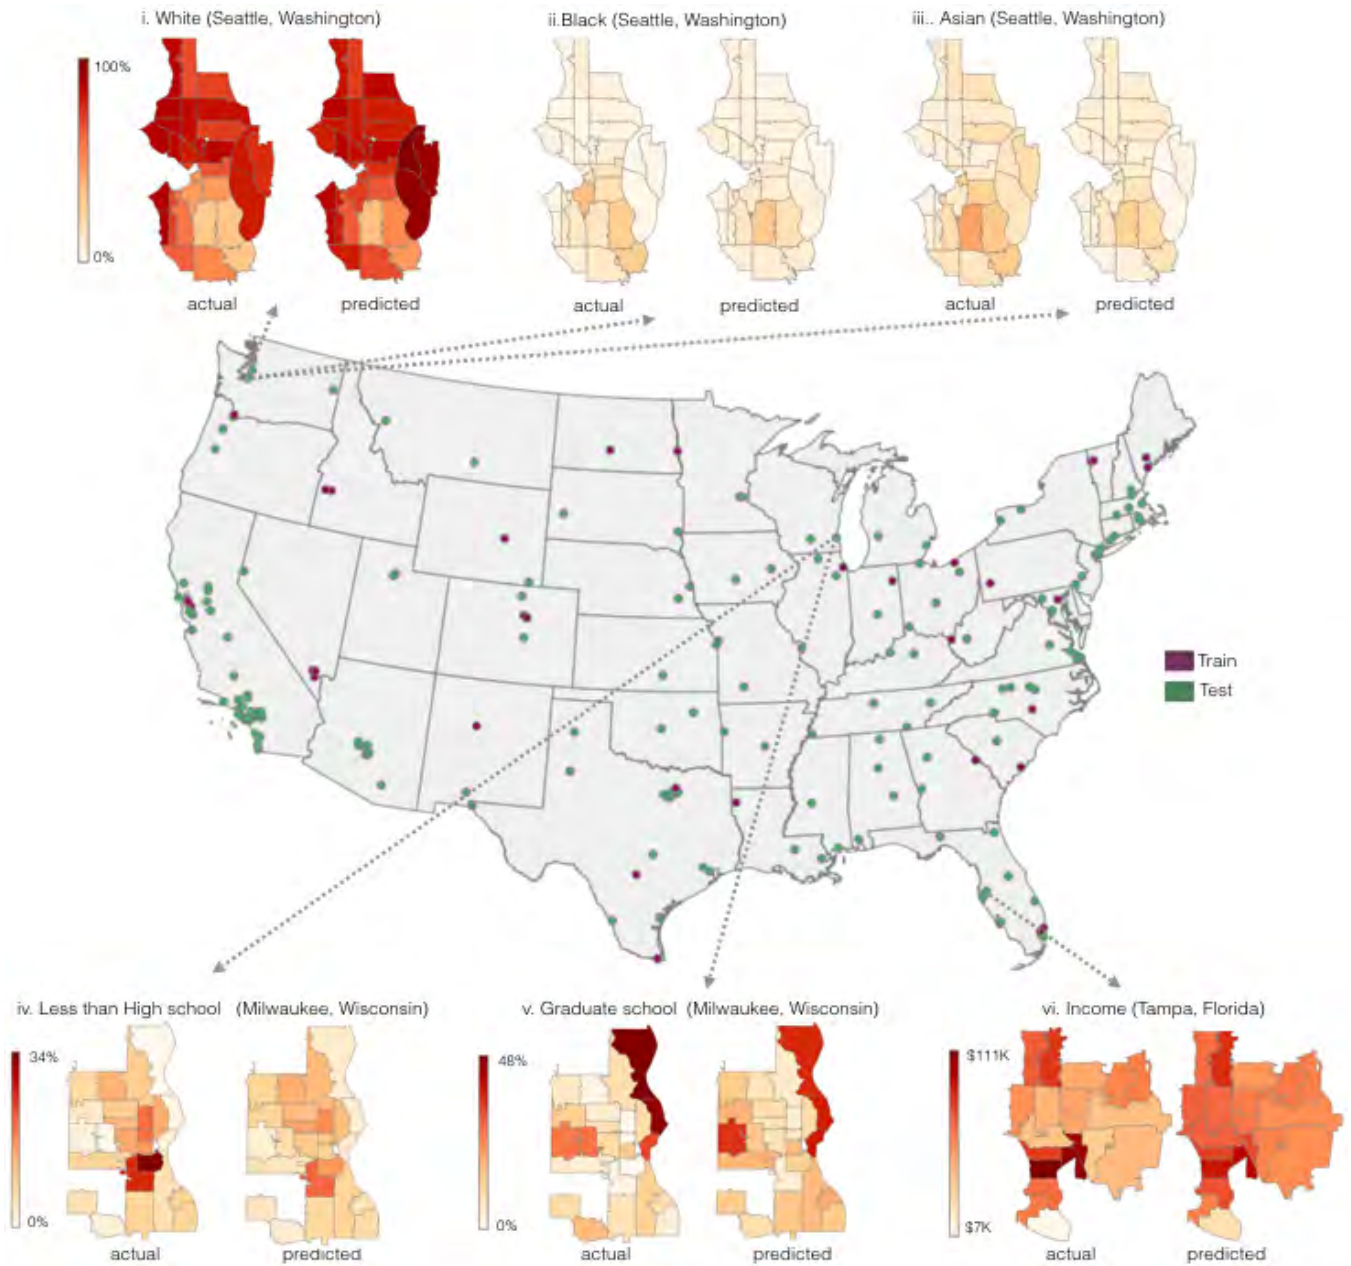 i. White (Seattle, Washington)
ii.Black (Seattle, Washington)
iii.. Asian (Seattle, Washington)
100%
0%
actual
predicted
actual
predicted
actual
predicted
Train
Test
iv. Less than High school (Milwaukee, Wisconsin)
v. Graduate school (Milwaukee, Wisconsin)
vi. Income (Tampa, Florida)
34%
0%
48%
0%
$111K
$7K
actual
predicted
actual
predicted
actual
predicted